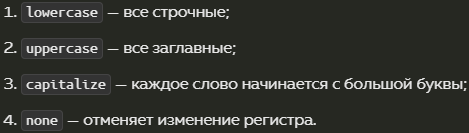 1. lowercase — все строчные;
2. uppercase — все заглавные;
3. capitalize — каждое слово начинается с большой буквы;
4. none — отменяет изменение регистра.